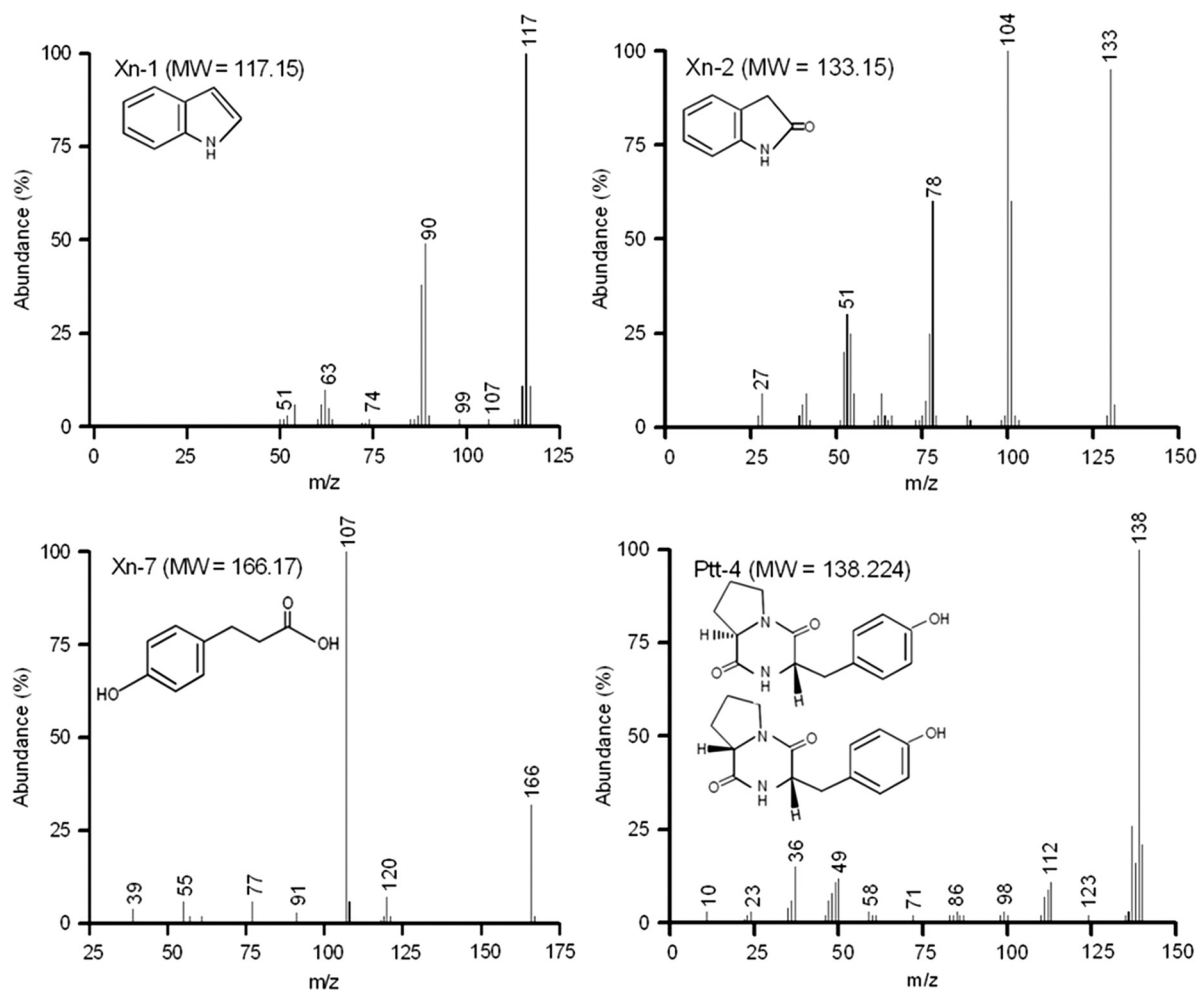 Xn-1 (MW = 117.15)
Abundance (%)
100
75
50
25
0
51
63
74
90
99
107
117
N
H
0 25 50 75 100 125
m/z
Xn-2 (MW = 133.15)
Abundance (%)
100
75
50
25
0
27
51
78
104
133
O
N
H
0 25 50 75 100 125 150
m/z
Xn-7 (MW = 166.17)
Abundance (%)
100
75
50
25
0
39
55
77
91
107
120
166
O
OH
HO
25 50 75 100 125 150 175
m/z
Ptt-4 (MW = 138.224)
Abundance (%)
100
75
50
25
0
10
23
36
49
58
71
86
98
112
123
138
OH
N
O
H
O
N
H
H
OH
N
O
H
O
N
H
H
0 25 50 75 100 125 150
m/z